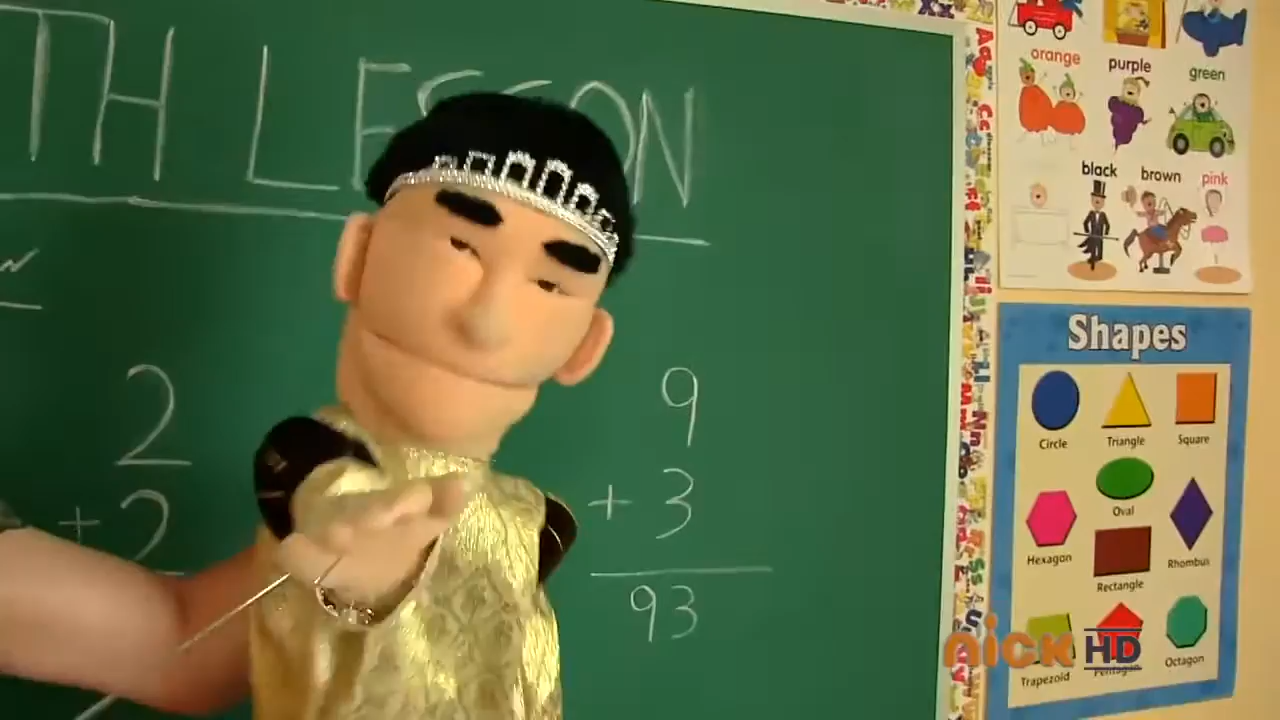 TH LESSON
2
+ 2
9
+ 3
93
orange
purple
green
black
brown
pink
Shapes
Circle
Triangle
Square
Oval
Hexagon
Rhombus
Rectangle
Trapezoid
Pentagon
Octagon
nick HD